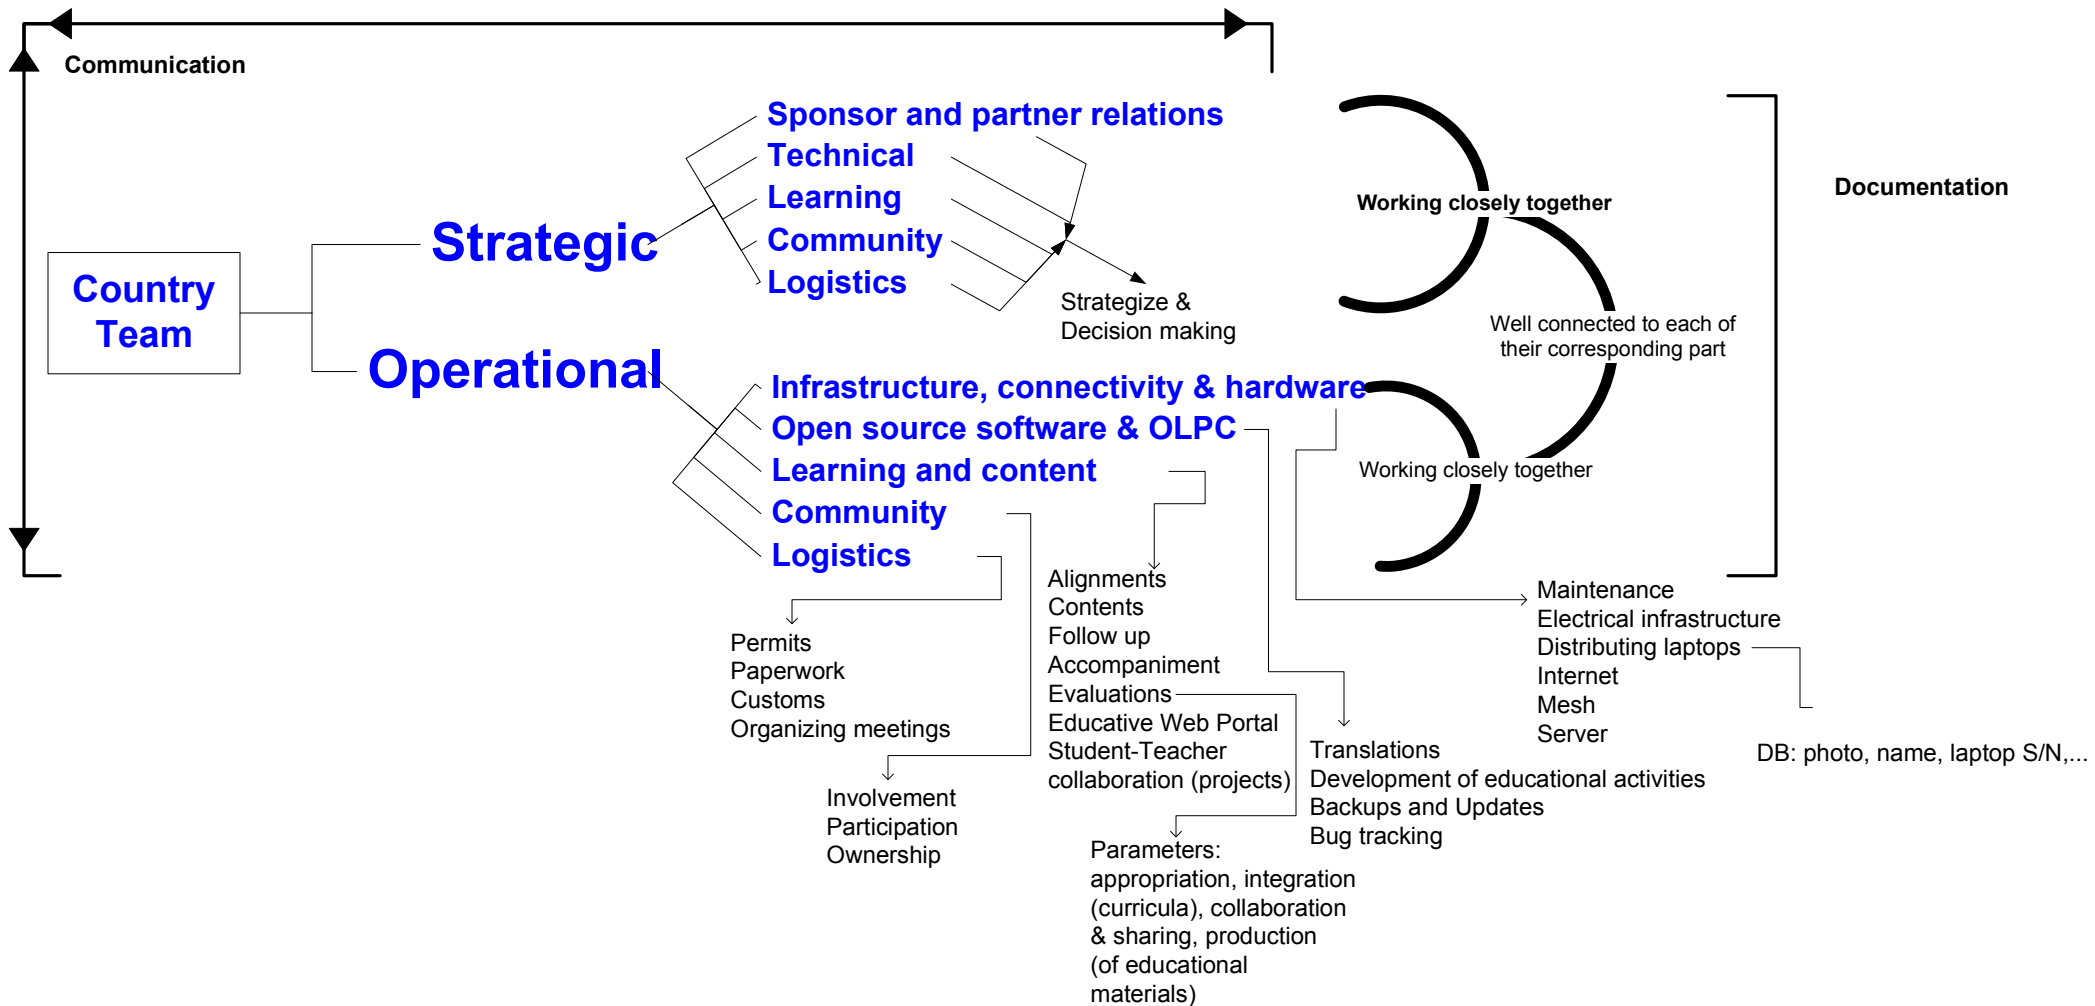 Communication
Sponsor and partner relations
Technical
Learning
Community
Logistics
Strategic
Country
Team
Strategize &
Decision making
Operational
Working closely together
Documentation
Well connected to each of
their corresponding part
Working closely together
Infrastructure, connectivity & hardware
Open source software & OLPC
Learning and content
Community
Logistics
Permits
Paperwork
Customs
Organizing meetings
Involvement
Participation
Ownership
Alignments
Contents
Follow up
Accompaniment
Evaluations
Educative Web Portal
Student-Teacher
collaboration (projects)
Parameters:
appropriation, integration
(curricula), collaboration
& sharing, production
(of educational
materials)
Translations
Development of educational activities
Backups and Updates
Bug tracking
Maintenance
Electrical infrastructure
Distributing laptops
Internet
Mesh
Server
DB: photo, name, laptop S/N,...